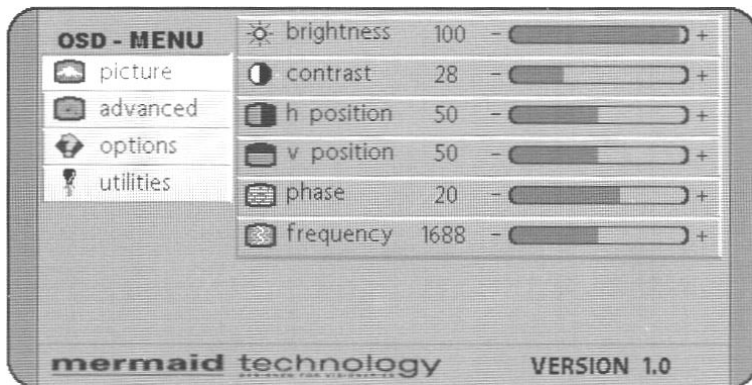 OSD - MENU
picture
advanced
options
utilities
brightness 100 - +
contrast 28 - +
h position 50 - +
v position 50 - +
phase 20 - +
frequency 1688 - +
mermaid technology
VERSION 1.0